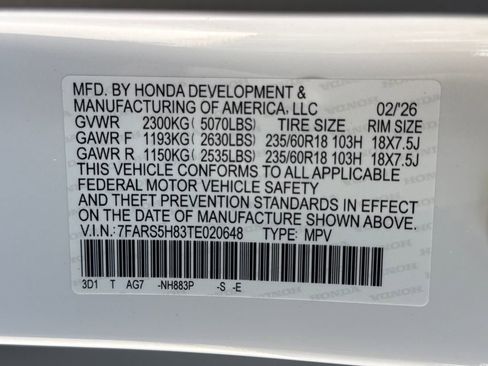 MFD. BY HONDA DEVELOPMENT &
MANUFACTURING OF AMERICA, LLC 02/'26
GVWR 2300KG( 5070LBS) TIRE SIZE RIM SIZE
GAWR F 1193KG( 2630LBS) 235/60R18 103H 18X7.5J
GAWR R 1150KG( 2535LBS) 235/60R18 103H 18X7.5J
THIS VEHICLE CONFORMS TO ALL APPLICABLE
FEDERAL MOTOR VEHICLE SAFETY
AND THEFT PREVENTION STANDARDS IN EFFECT
ON THE DATE OF MANUFACTURE SHOWN ABOVE.
V.I.N.:7FARS5H83TE020648 TYPE: MPV
3D1 T AG7 -NH883P -S -E